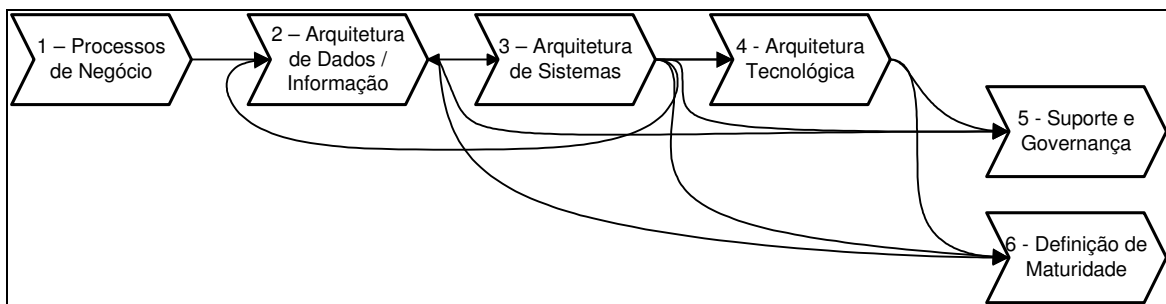 1 – Processos
de Negócio
2 – Arquitetura
de Dados /
Informação
3 – Arquitetura
de Sistemas
4 - Arquitetura
Tecnológica
5 - Suporte e
Governança
6 - Definição de
Maturidade